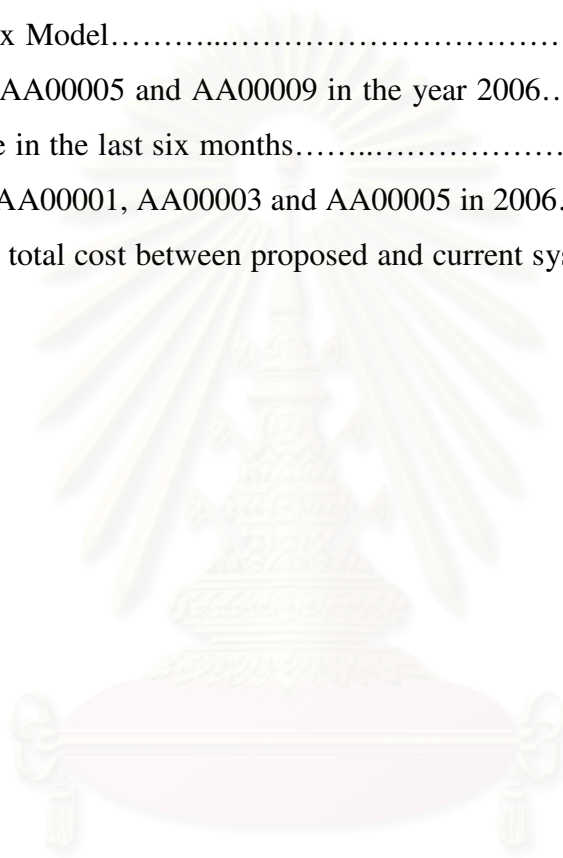 Model………...……………………………
AA00005 and AA00009 in the year 2006…
in the last six months……...………………
AA00001, AA00003 and AA00005 in 2006.
total cost between proposed and current